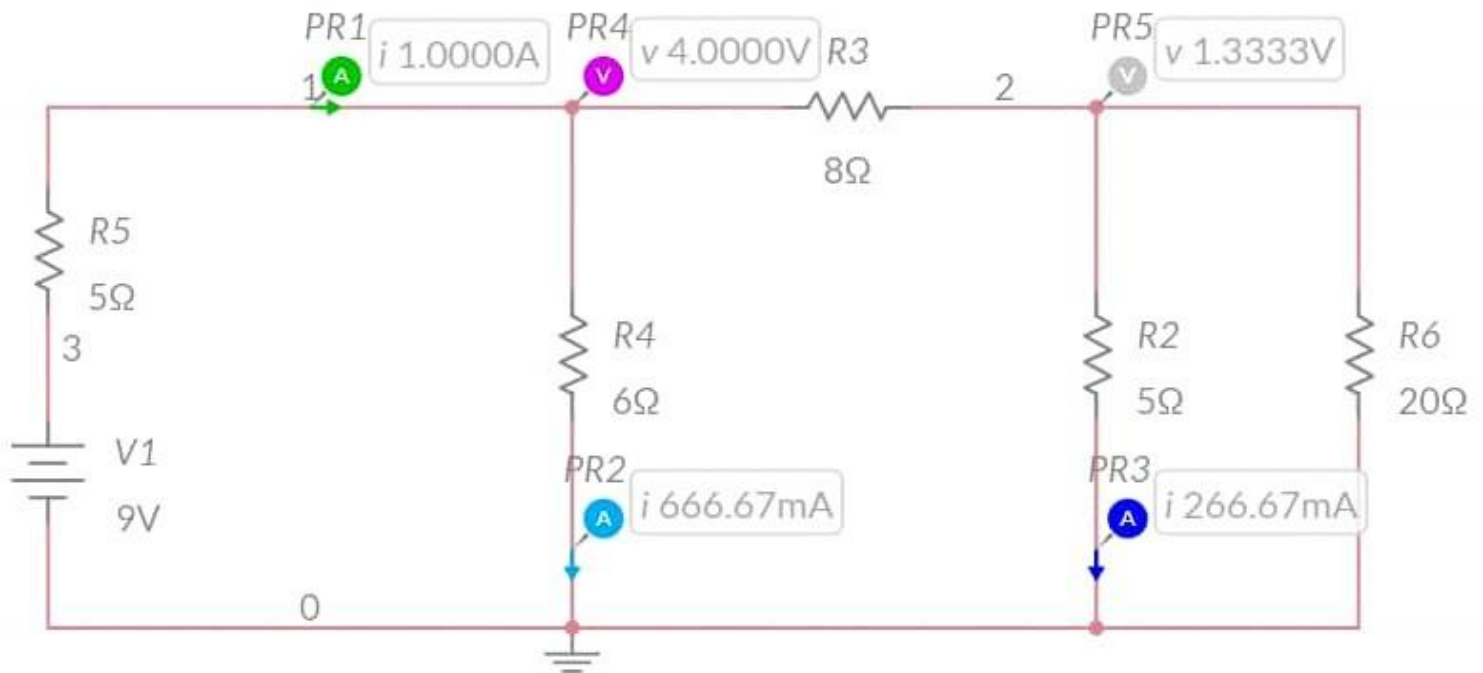 PR1
i 1.0000A
A
1
PR4
v 4.0000V
V
R3
8Ω
2
PR5
v 1.3333V
V
R5
5Ω
3
V1
9V
R4
6Ω
PR2
i 666.67mA
A
R2
5Ω
PR3
i 266.67mA
A
R6
20Ω
0